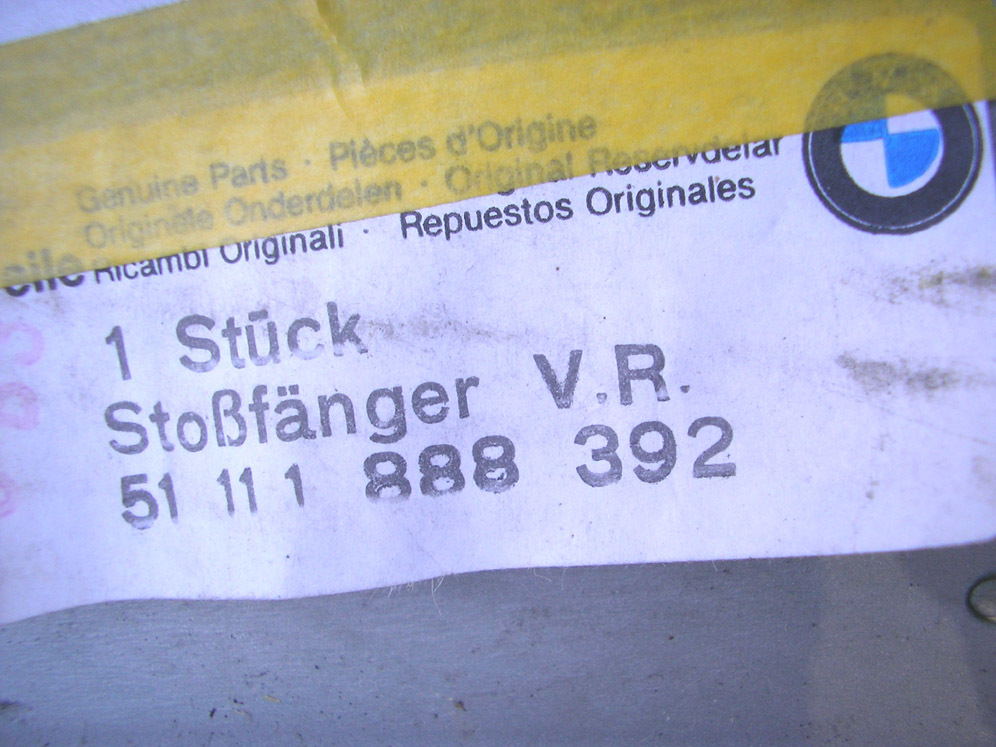 Genuine Parts · Pièces d'Origine
Originele Onderdelen · Original Reservdelar
eile Ricambi Originali · Repuestos Originales
1 Stück
Stoßfänger V.R.
51 11 1 888 392